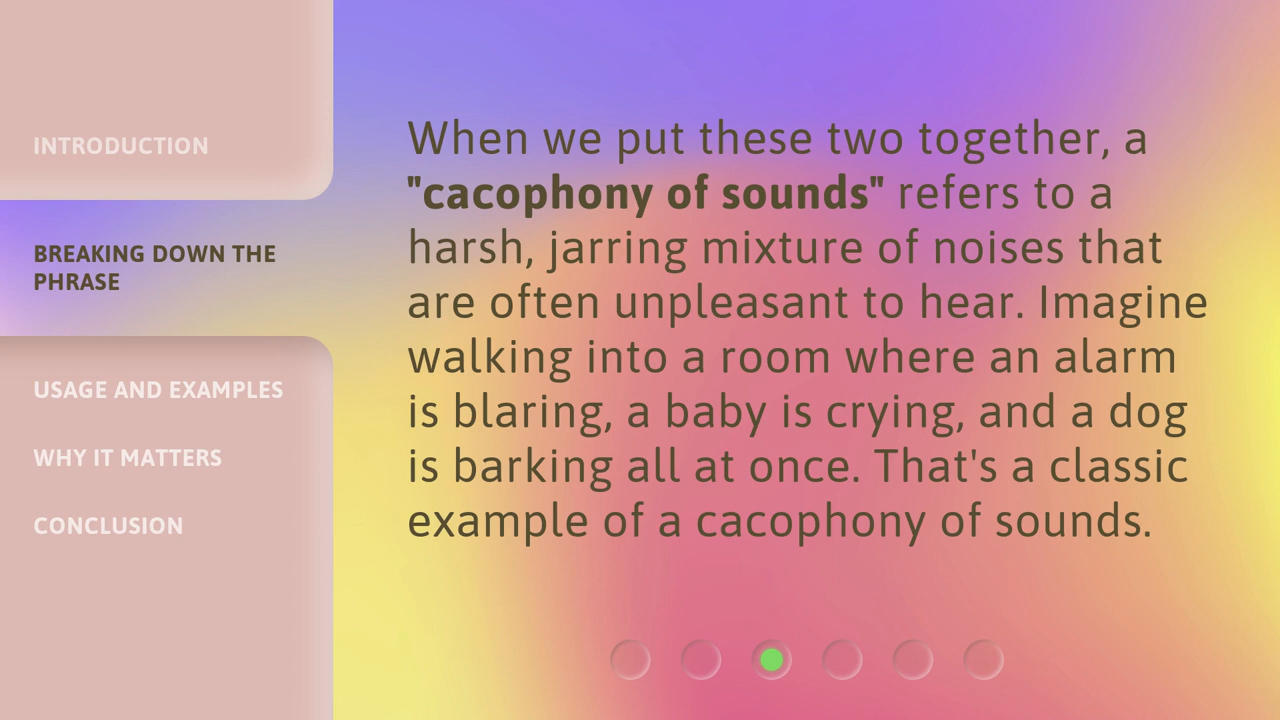 INTRODUCTION
BREAKING DOWN THE
PHRASE
USAGE AND EXAMPLES
WHY IT MATTERS
CONCLUSION
When we put these two together, a
"cacophony of sounds" refers to a
harsh, jarring mixture of noises that
are often unpleasant to hear. Imagine
walking into a room where an alarm
is blaring, a baby is crying, and a dog
is barking all at once. That's a classic
example of a cacophony of sounds.